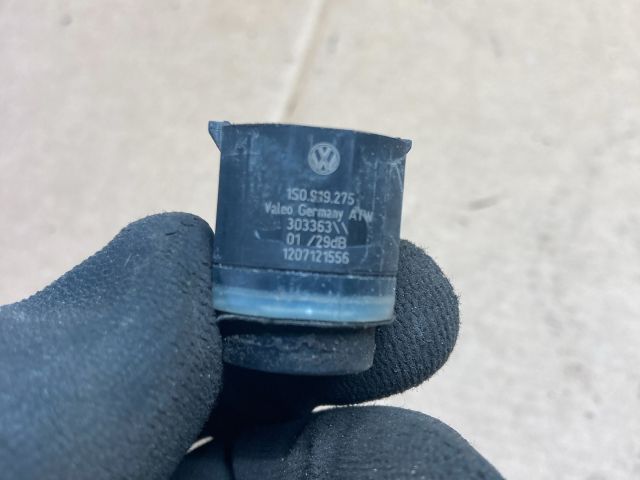 1S0.919.275
Valeo Germany ATW
303363\\
01 /29dB
1207121556